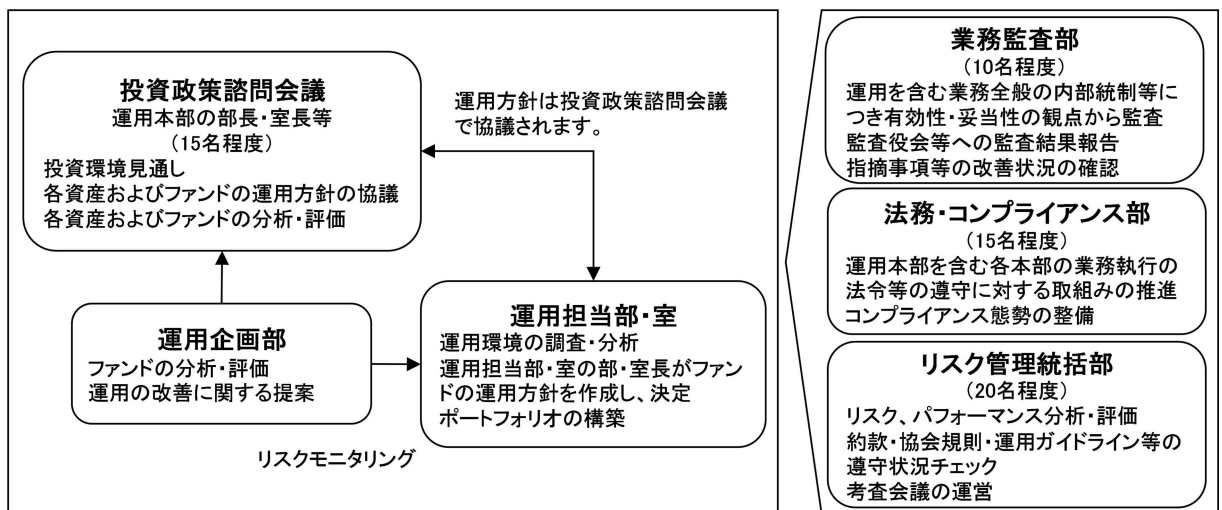 投資政策諮問会議
運用本部の部長・室長等
（15名程度）
投資環境見通し
各資産およびファンドの運用方針の協議
各資産およびファンドの分析・評価
運用方針は投資政策諮問会議
で協議されます。
運用企画部
ファンドの分析・評価
運用の改善に関する提案
運用担当部・室
運用環境の調査・分析
運用担当部・室の部・室長がファン
ドの運用方針を作成し、決定
ポートフォリオの構築
リスクモニタリング
業務監査部
（10名程度）
運用を含む業務全般の内部統制等に
つき有効性・妥当性の観点から監査
監査役会等への監査結果報告
指摘事項等の改善状況の確認
法務・コンプライアンス部
（15名程度）
運用本部を含む各本部の業務執行の
法令等の遵守に対する取組みの推進
コンプライアンス態勢の整備
リスク管理統括部
（20名程度）
リスク、パフォーマンス分析・評価
約款・協会規則・運用ガイドライン等の
遵守状況チェック
考査会議の運営